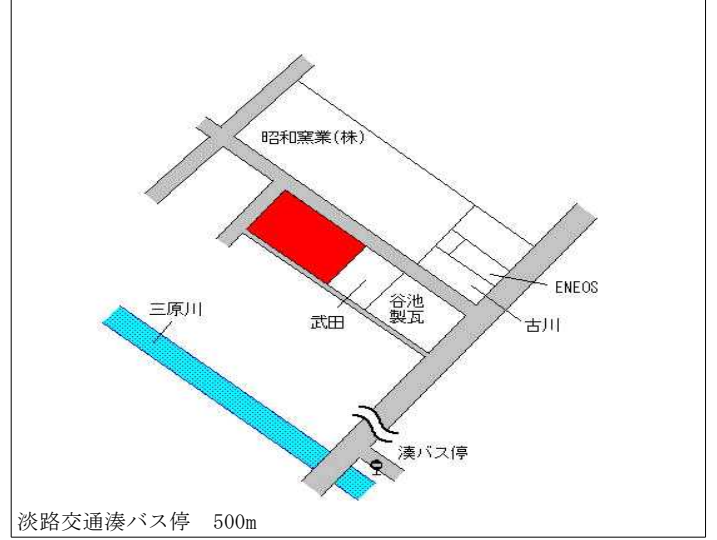 昭和窯業(株)
ENEOS
三原川
谷池
製瓦
武田
古川
湊バス停
淡路交通湊バス停　500m